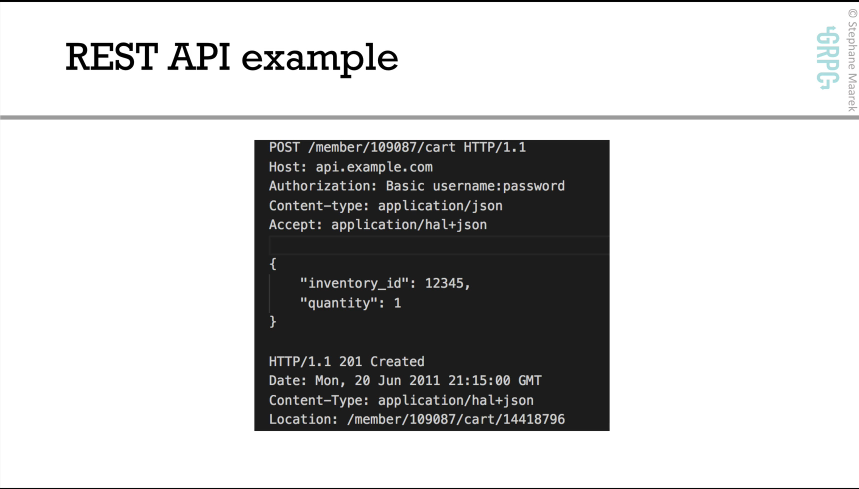 REST API example
© Stephane Maarek
GRPC
POST /member/109087/cart HTTP/1.1
Host: api.example.com
Authorization: Basic username:password
Content-type: application/json
Accept: application/hal+json
{
    "inventory_id": 12345,
    "quantity": 1
}
HTTP/1.1 201 Created
Date: Mon, 20 Jun 2011 21:15:00 GMT
Content-Type: application/hal+json
Location: /member/109087/cart/14418796